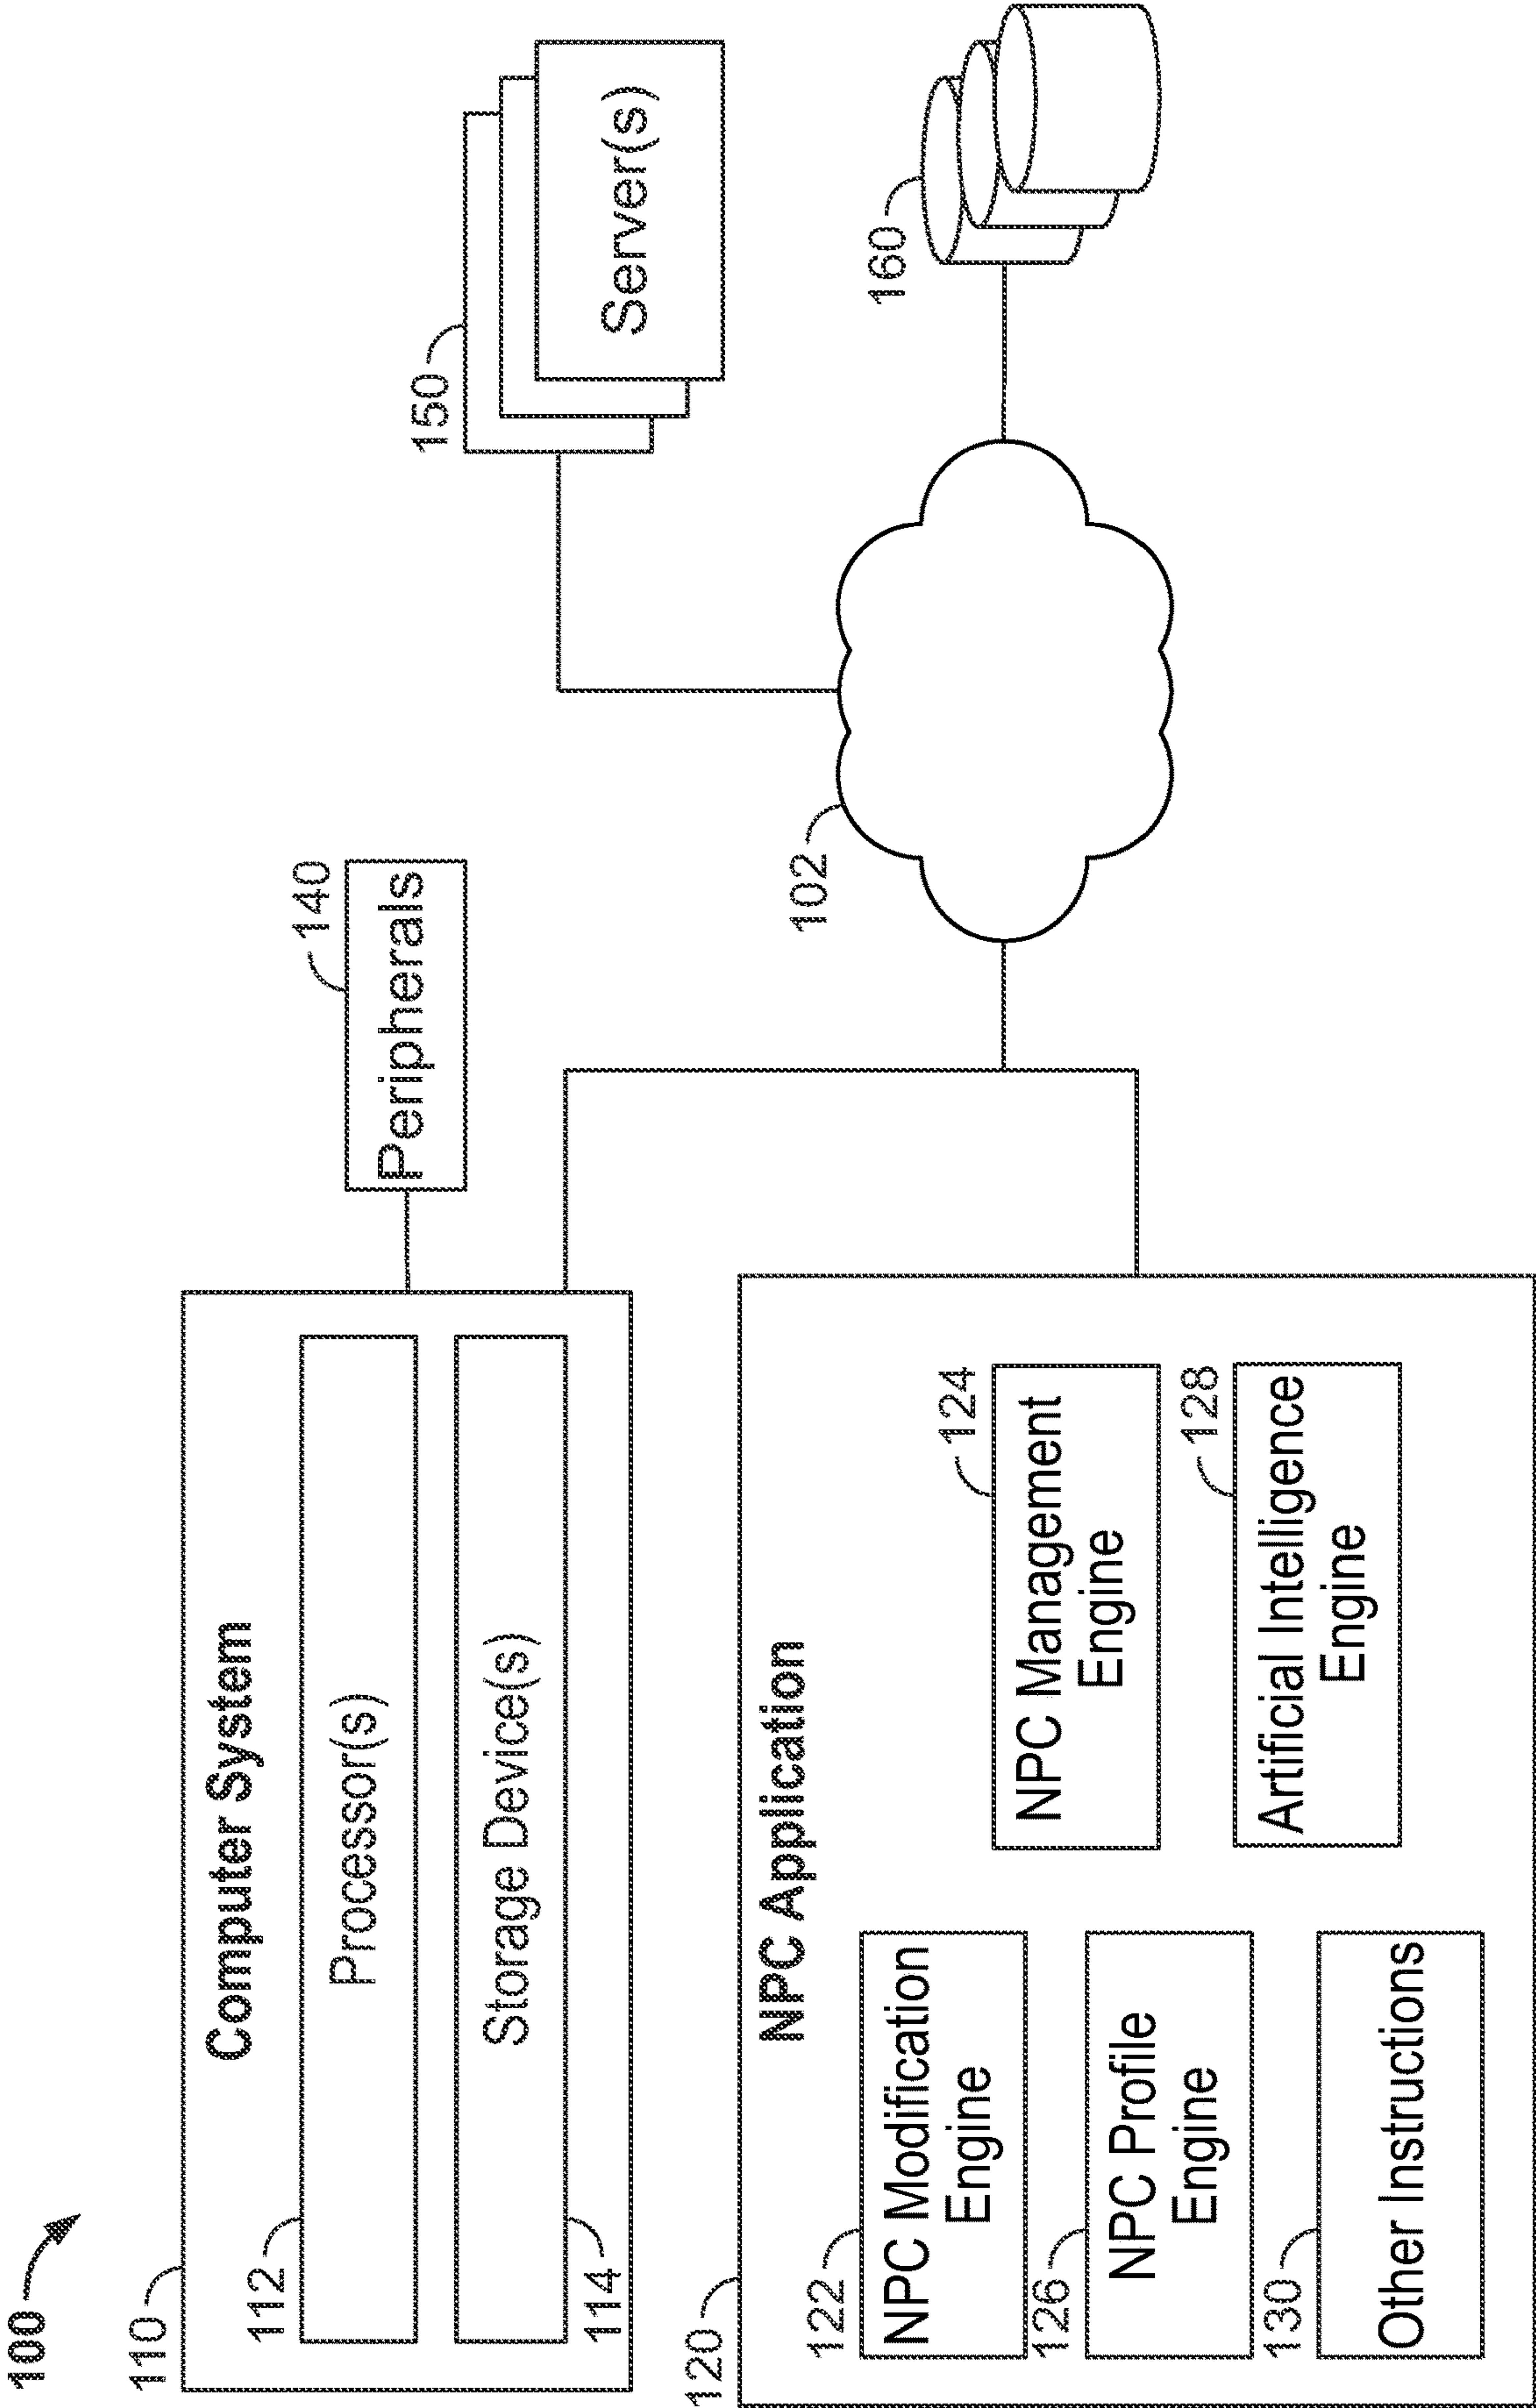 100
110
Computer System
112
Processor(s)
Storage Device(s)
114
140
Peripherals
150
Server(s)
102
160
120
NPC Application
122
NPC Modification
Engine
124
NPC Management
Engine
126
NPC Profile
Engine
128
Artificial Intelligence
Engine
130
Other Instructions